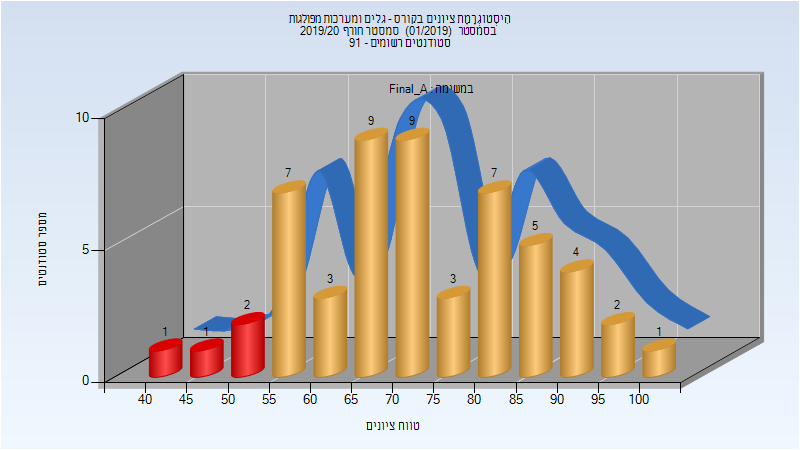 היסטוגרמת ציונים בקורס - גלים ומערכות מפולגות
בסמסטר (01/2019) סמסטר חורף 2019/20
סטודנטים רשומים - 91
במשימה : Final_A
מספר סטודנטים
10
5
0
1
1
2
7
3
9
9
3
7
5
4
2
1
40 45 50 55 60 65 70 75 80 85 90 95 100
טווח ציונים